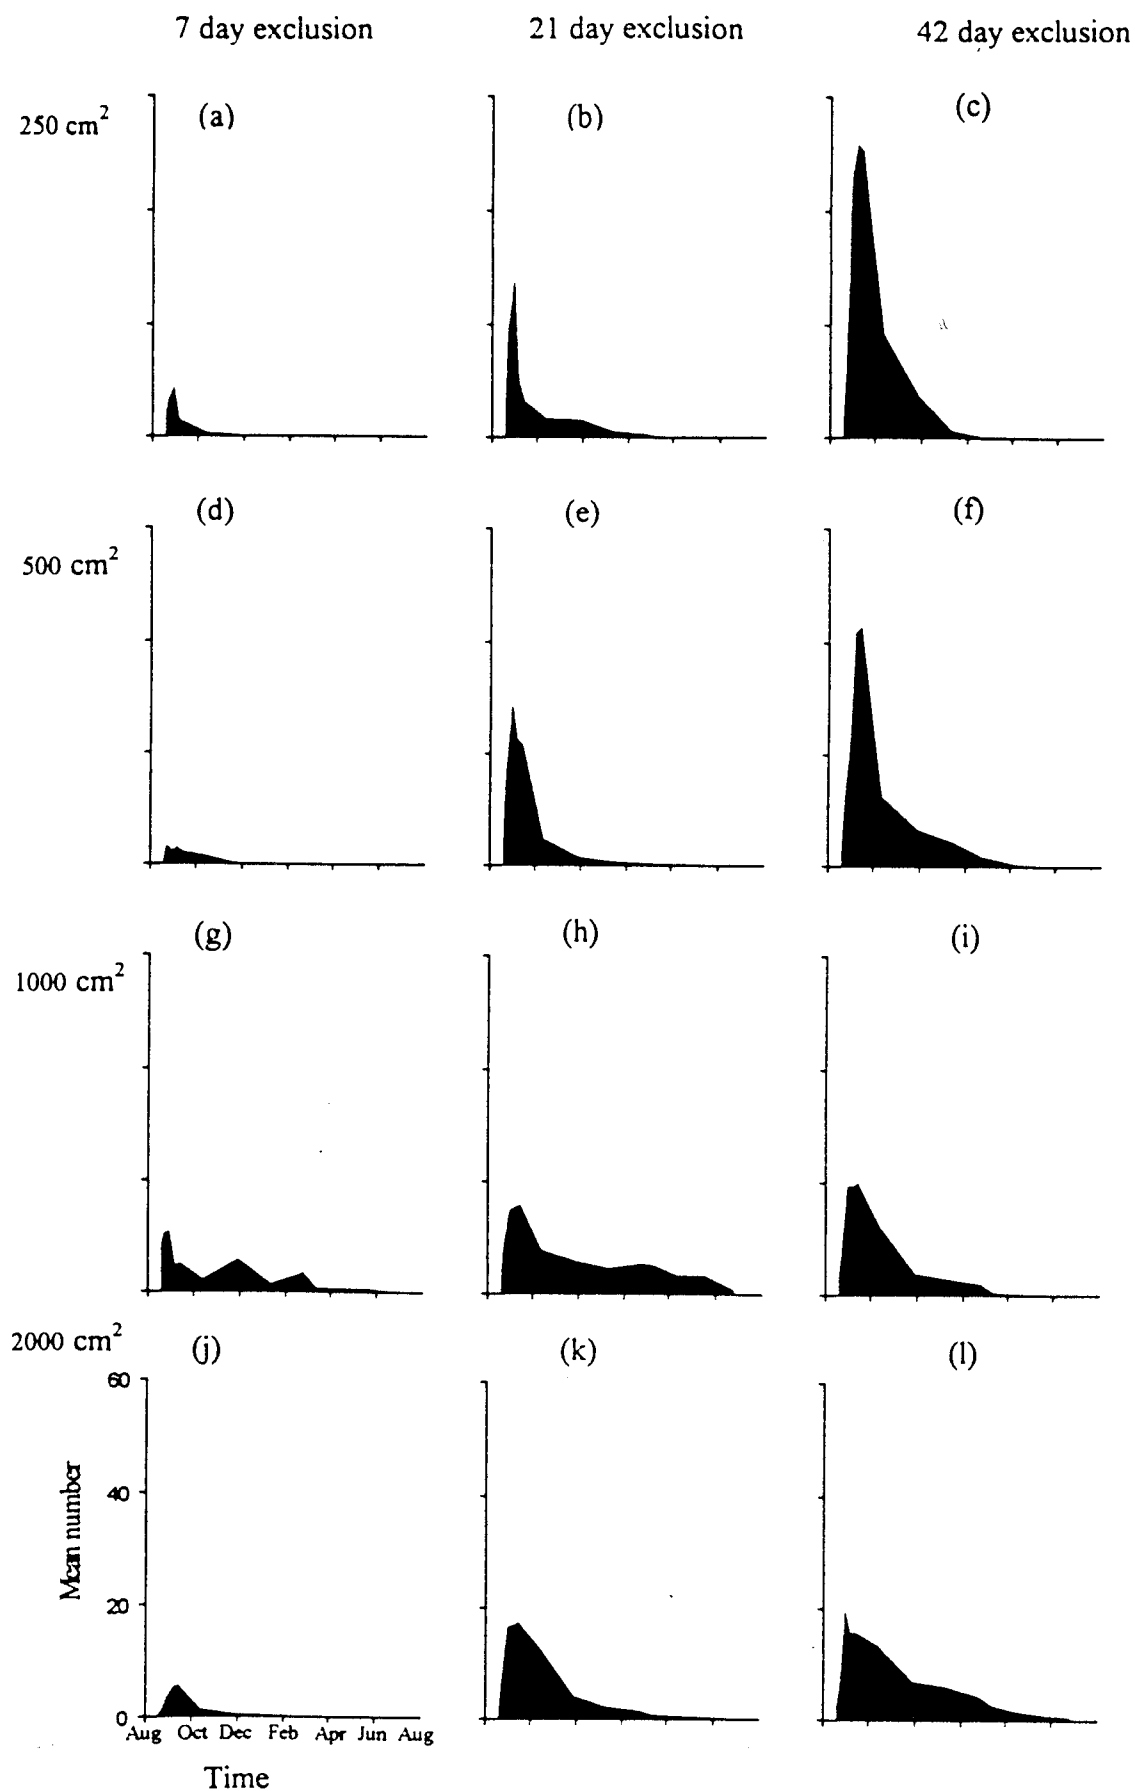 7 day exclusion 21 day exclusion 42 day exclusion
250 cm²
(a) (b) (c)
500 cm²
(d) (e) (f)
1000 cm²
(g) (h) (i)
2000 cm²
(j) (k) (l)
60
40
20
0
Mean number
Aug Oct Dec Feb Apr Jun Aug
Time